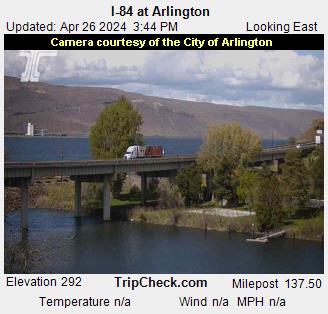 I-84 at Arlington
Updated: Apr 26 2024 3:44 PM Looking East
Camera courtesy of the City of Arlington
Elevation 292 TripCheck.com Milepost 137.50
Temperature n/a Wind n/a MPH n/a